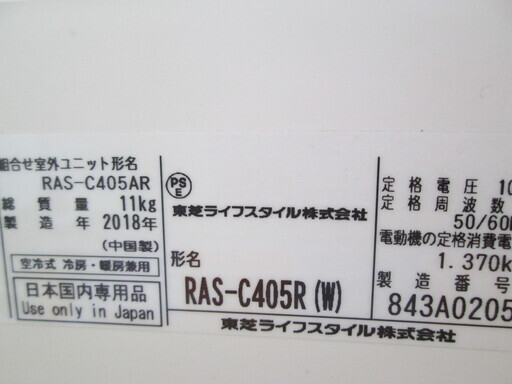 組合せ室外ユニット形名
RAS-C405AR
総質量 11kg
製造年 2018年
(中国製)
空冷式 冷房・暖房兼用
日本国内専用品
Use only in Japan
PS
E
東芝ライフスタイル株式会社
形名
RAS-C405R(W)
東芝ライフスタイル株式会社
定格電圧 10
定格周波数
50/60
電動機の定格消費電
1.370k
製造番号
843A0205